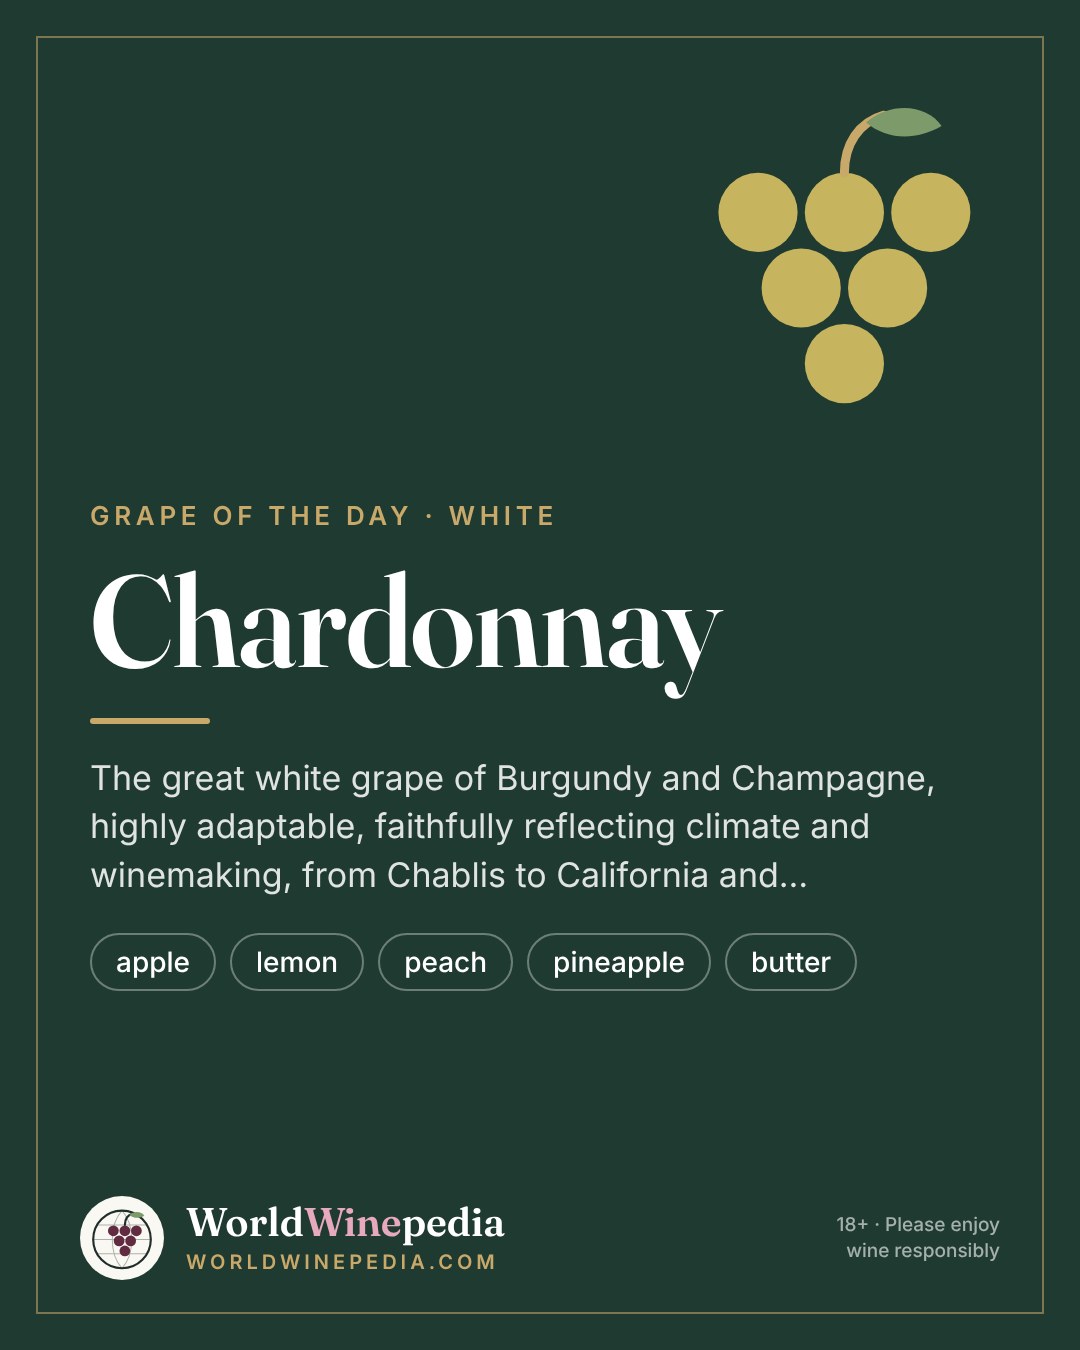 GRAPE OF THE DAY · WHITE
Chardonnay
The great white grape of Burgundy and Champagne,
highly adaptable, faithfully reflecting climate and
winemaking, from Chablis to California and...
apple lemon peach pineapple butter
WorldWinepedia
WORLDWINEPEDIA.COM
18+ · Please enjoy
wine responsibly